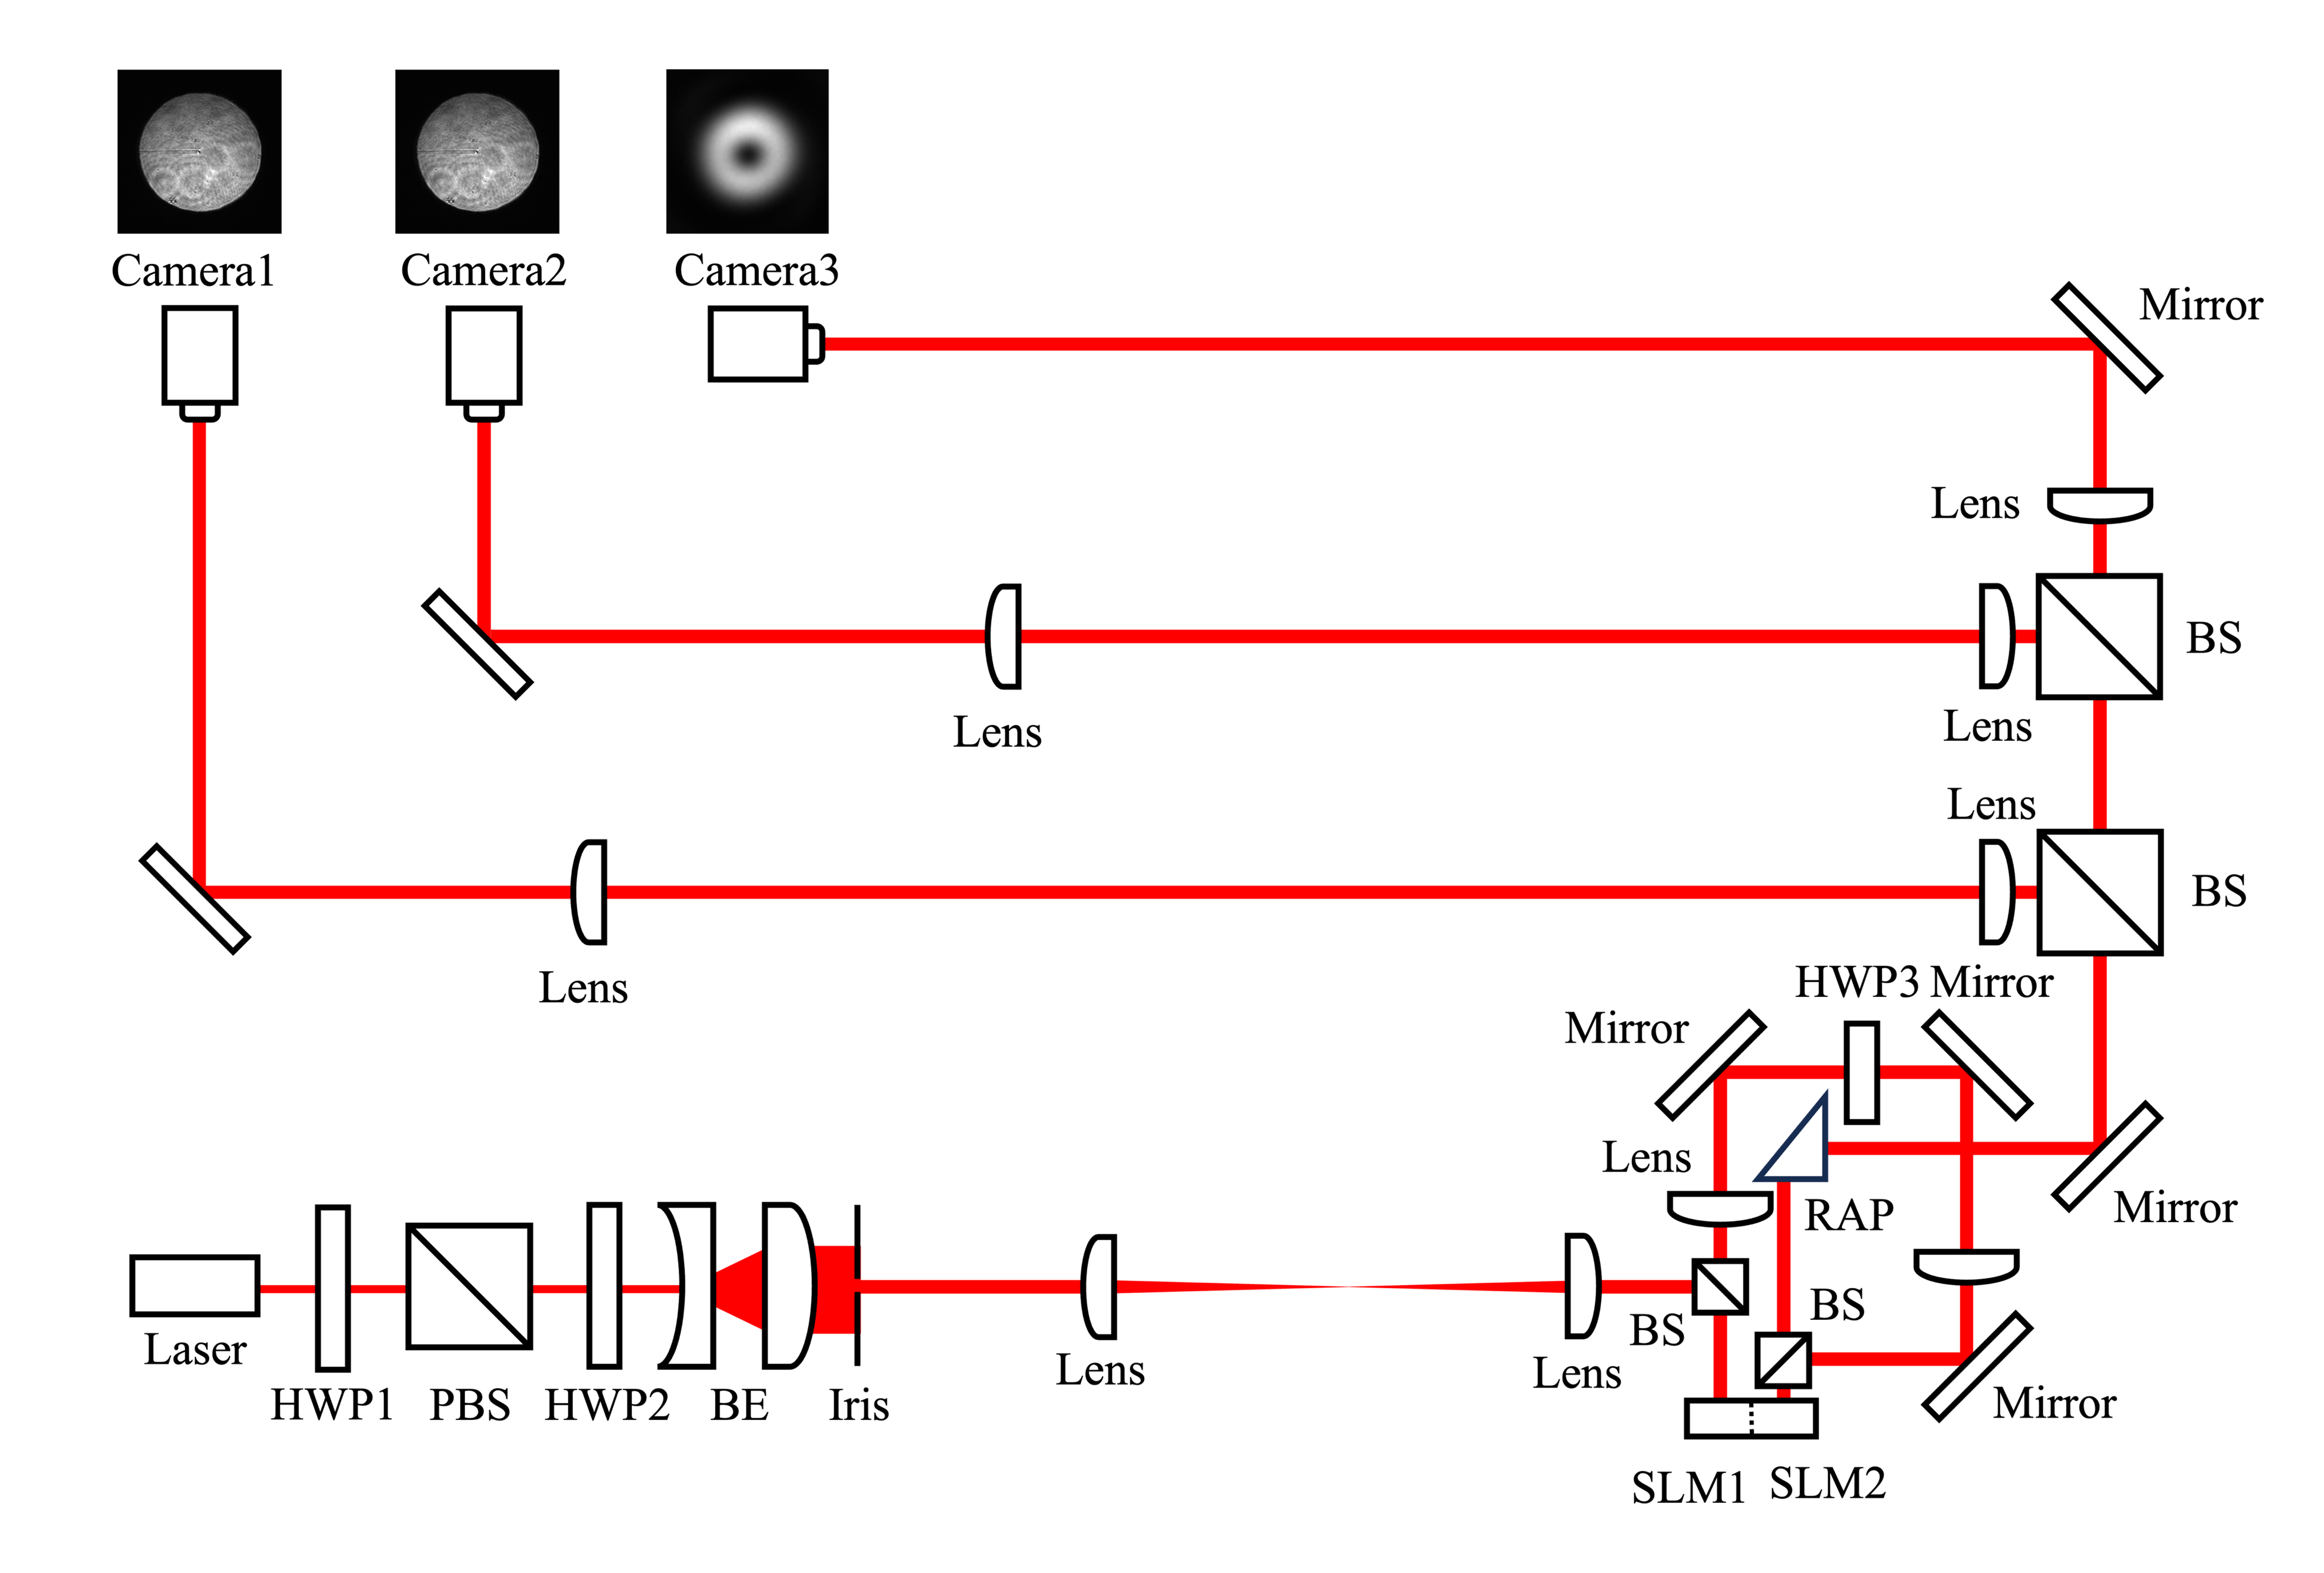 Camera1
Camera2
Camera3
Mirror
Lens
BS
Lens
Lens
Lens
BS
Lens
HWP3 Mirror
Mirror
Lens
RAP
Mirror
BS
BS
Laser
Lens
Lens
HWP1
PBS
HWP2
BE
Iris
Mirror
SLM1
SLM2